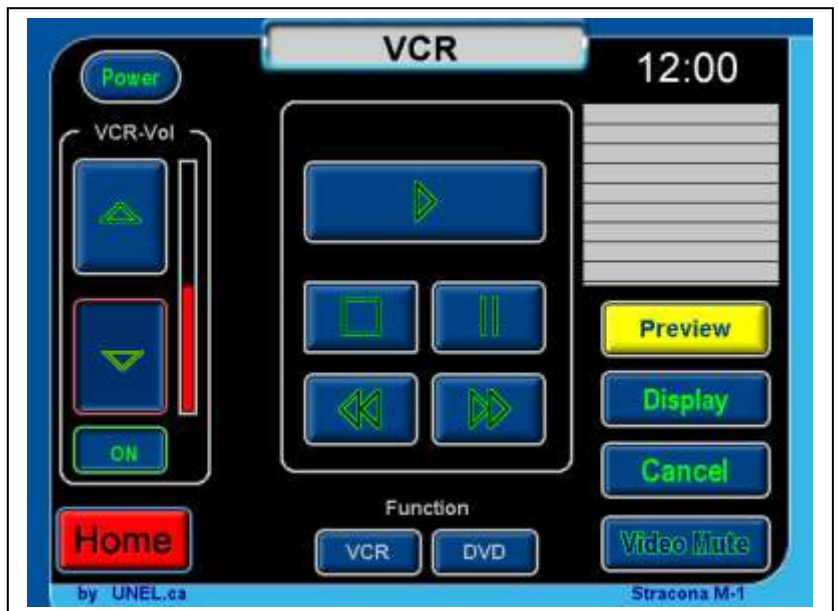 VCR
12:00
Power
VCR-Vol
ON
Home
Function
VCR DVD
Preview
Display
Cancel
Video Mute
by UNEL.ca
Stracona M-1